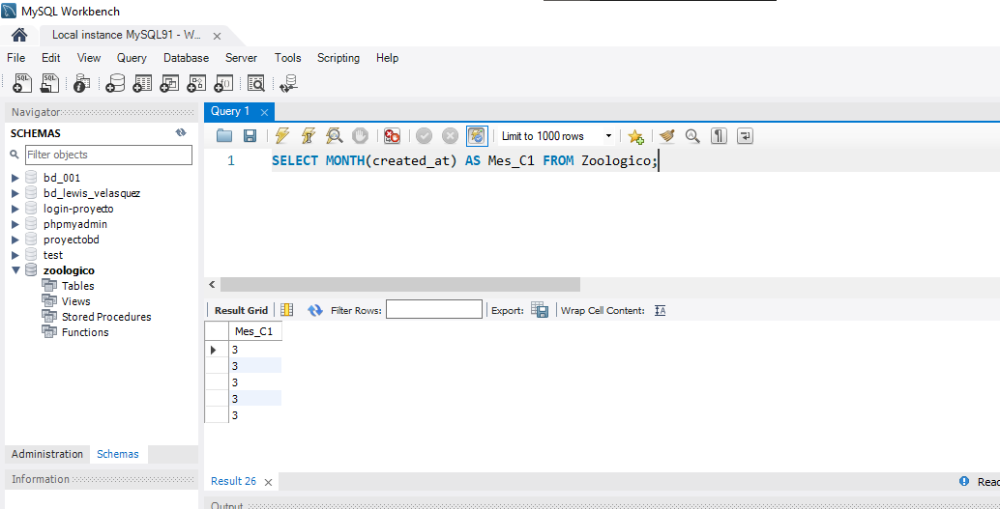 MySQL Workbench
Local instance MySQL91 - W... ×
File Edit View Query Database Server Tools Scripting Help
Navigator
SCHEMAS
Filter objects
bd_001
bd_lewis_velasquez
login-proyecto
phpmyadmin
proyectobd
test
zoologico
Tables
Views
Stored Procedures
Functions
Administration Schemas
Information
Query 1 ×
Limit to 1000 rows
1 SELECT MONTH(created_at) AS Mes_C1 FROM Zoologico;
Result Grid Filter Rows: Export: Wrap Cell Content: IA
Mes_C1
3
3
3
3
3
Result 26 ×
Read
Output